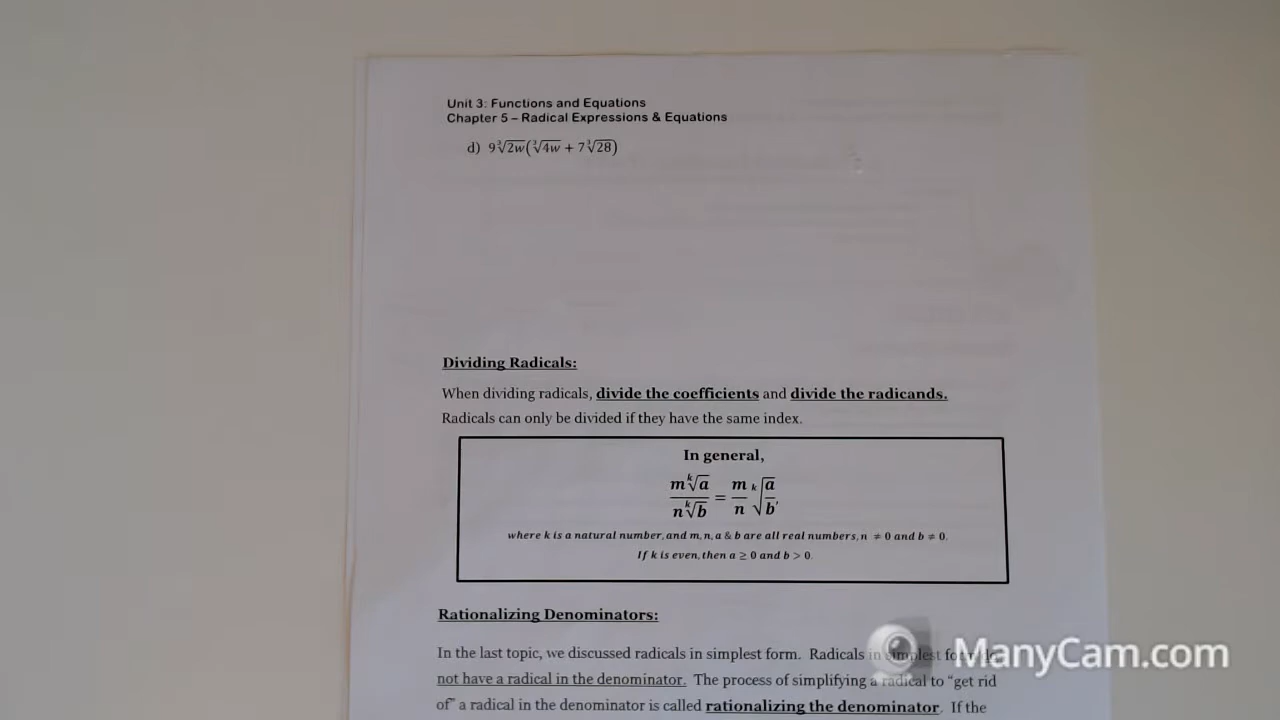 Unit 3: Functions and Equations
Chapter 5 – Radical Expressions & Equations
d) 9∛2w(∛4w + 7∛28)
Dividing Radicals:
When dividing radicals, divide the coefficients and divide the radicands.
Radicals can only be divided if they have the same index.
In general,
m ᵏ√a / n ᵏ√b = m/n ᵏ√a/b,
where k is a natural number, and m, n, a & b are all real numbers, n ≠ 0 and b ≠ 0.
If k is even, then a ≥ 0 and b > 0.
Rationalizing Denominators:
In the last topic, we discussed radicals in simplest form. Radicals in simplest form do
not have a radical in the denominator. The process of simplifying a radical to “get rid
of” a radical in the denominator is called rationalizing the denominator. If the
ManyCam.com